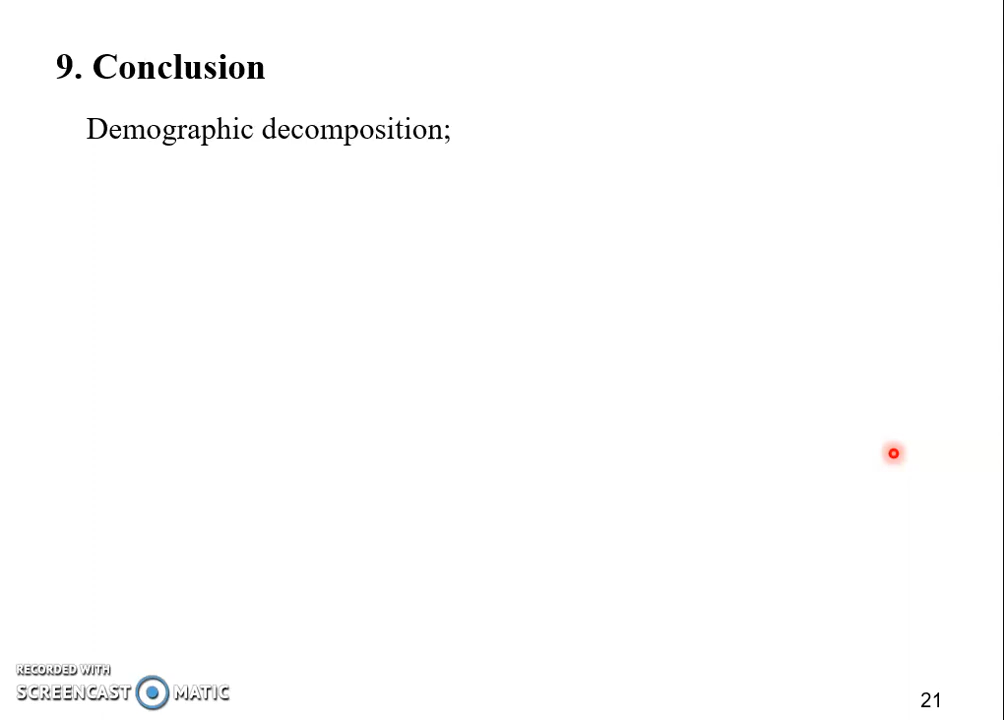 9. Conclusion
Demographic decomposition;
RECORDED WITH
SCREENCAST MATIC
21